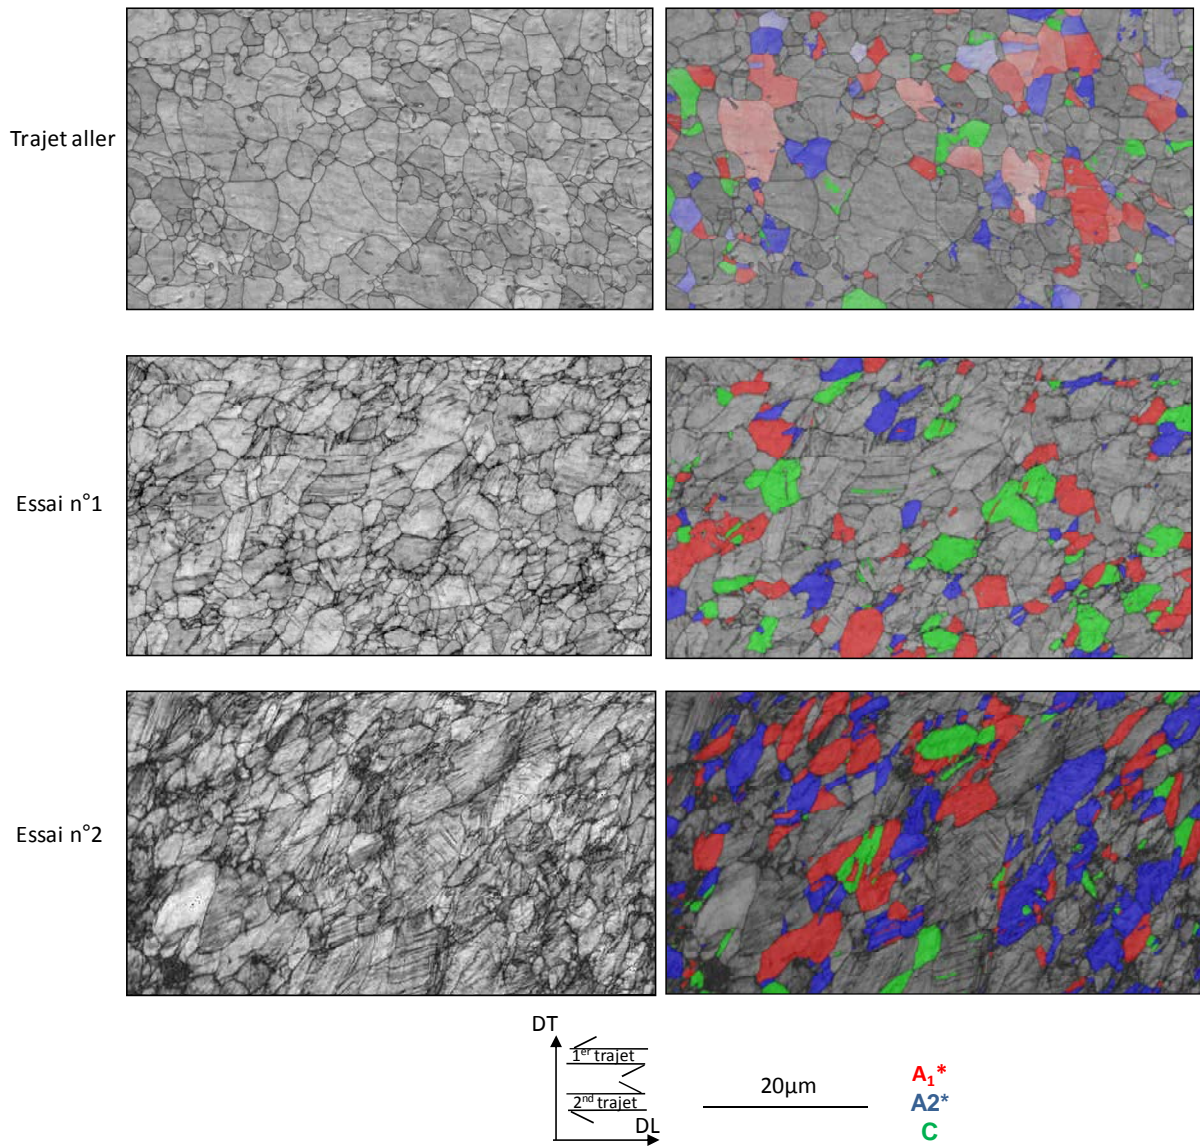 Trajet aller
Essai n°1
Essai n°2
DT
1er trajet
2nd trajet
DL
20µm
A1*
A2*
C